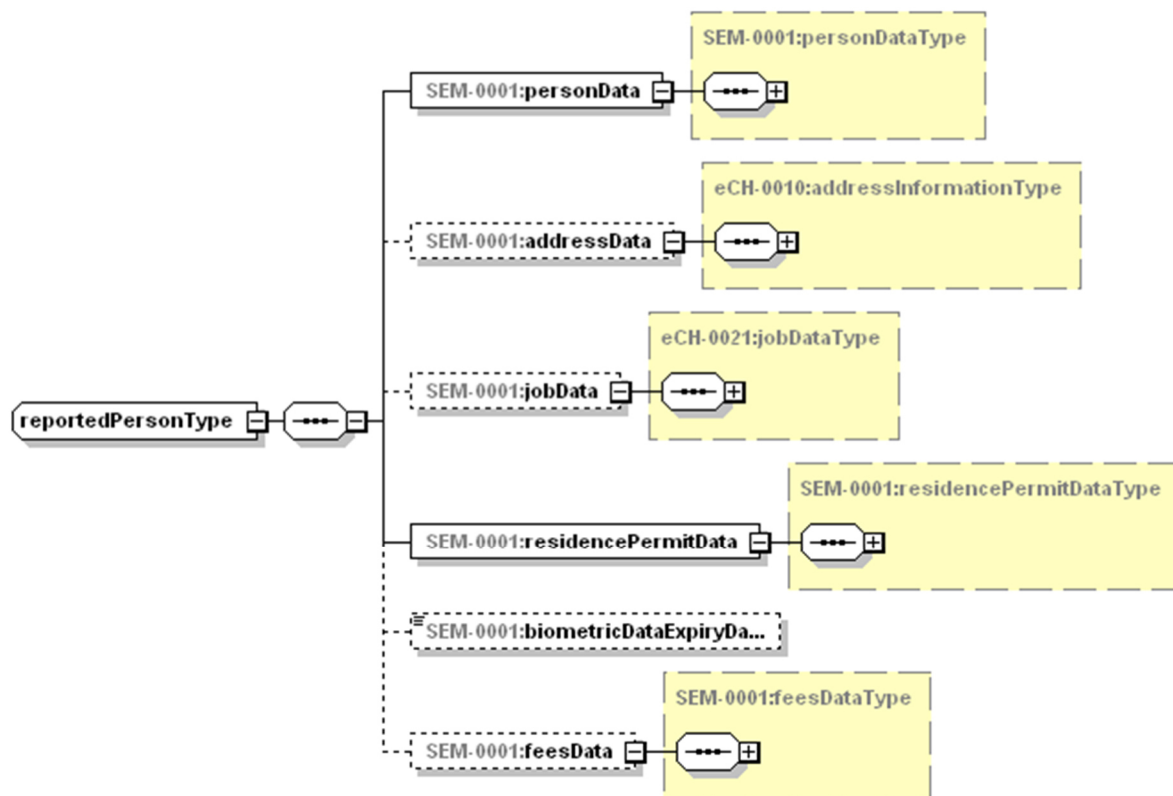 SEM-0001:personDataType
SEM-0001:personData
eCH-0010:addressInformationType
SEM-0001:addressData
eCH-0021:jobDataType
SEM-0001:jobData
reportedPersonType
SEM-0001:residencePermitDataType
SEM-0001:residencePermitData
SEM-0001:biometricDataExpiryDa...
SEM-0001:feesDataType
SEM-0001:feesData